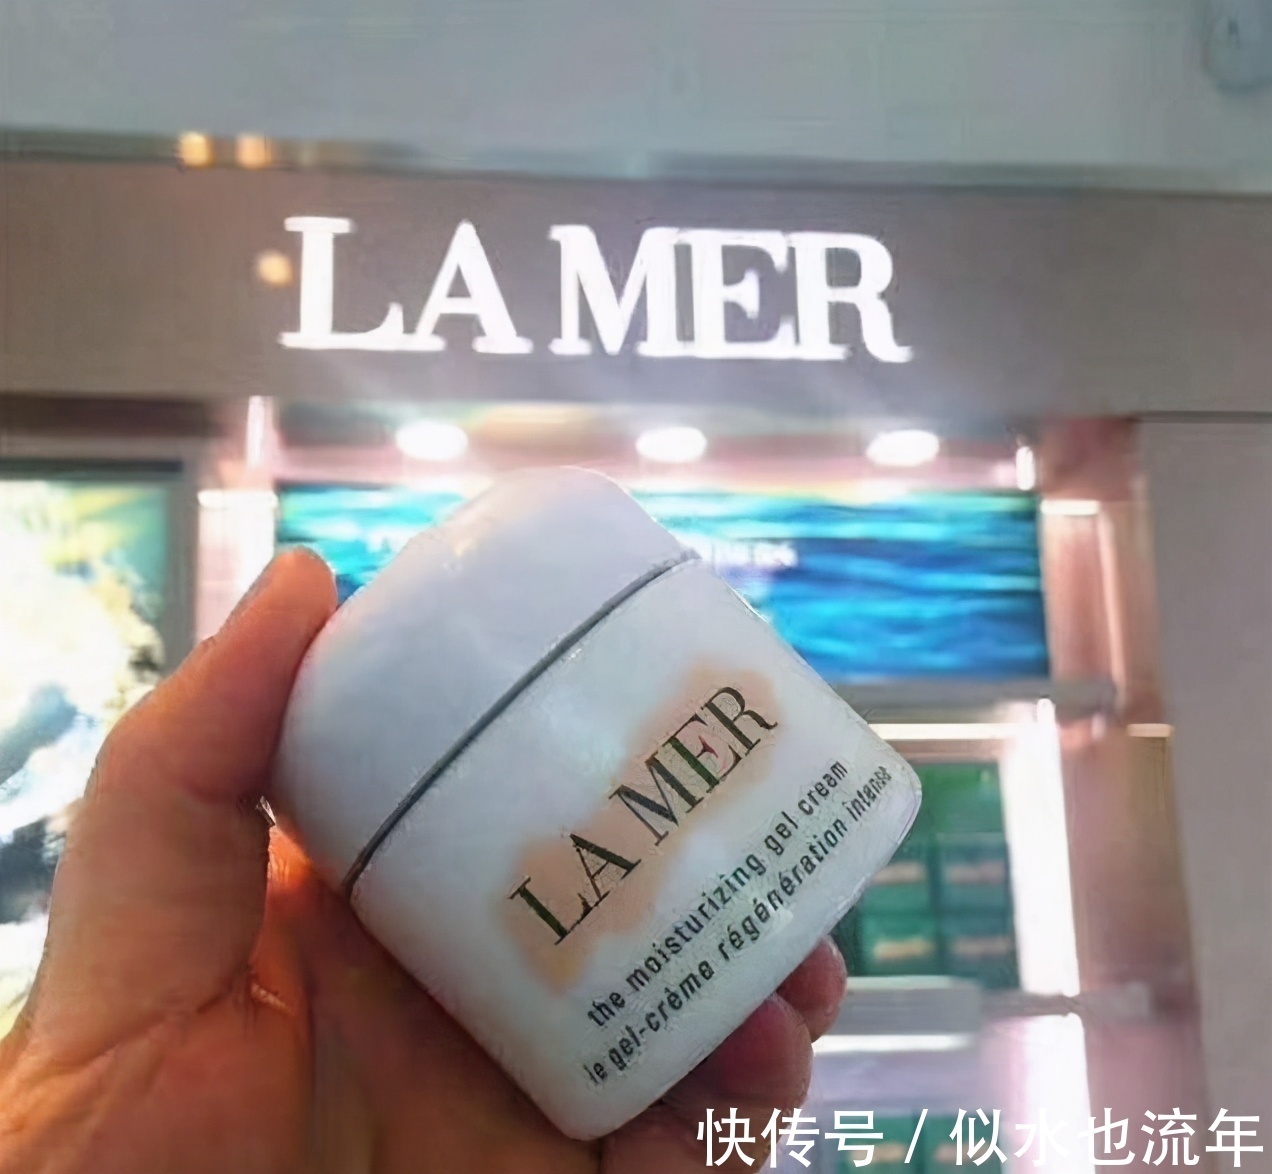 LA MER
LA MER
the moisturizing gel cream
le gel-crème régénération intense
快传号 / 似水也流年